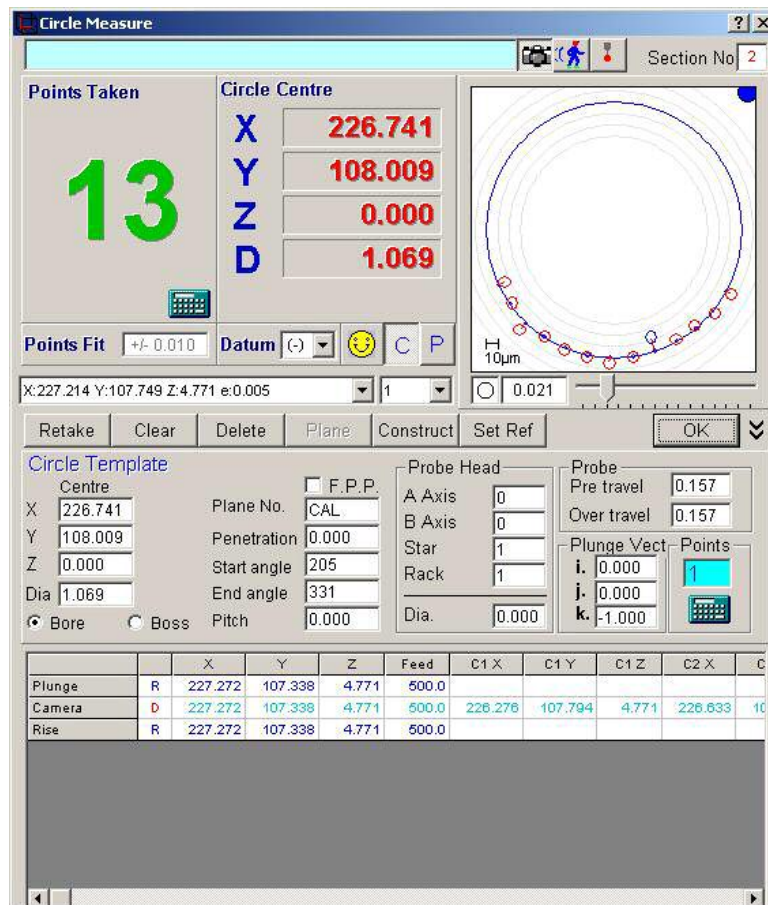 Circle Measure
Section No 2
Points Taken
13
Circle Centre
X 226.741
Y 108.009
Z 0.000
D 1.069
10µm
Points Fit +/- 0.010 Datum (-) C P
X:227.214 Y:107.749 Z:4.771 e:0.005 1 0.021
Retake Clear Delete Plane Construct Set Ref OK
Circle Template
Centre
X 226.741
Y 108.009
Z 0.000
Dia 1.069
Bore Boss
F.P.P.
Plane No. CAL
Penetration 0.000
Start angle 205
End angle 331
Pitch 0.000
Probe Head
A Axis 0
B Axis 0
Star 1
Rack 1
Dia. 0.000
Probe
Pre travel 0.157
Over travel 0.157
Plunge Vect
i. 0.000
j. 0.000
k. -1.000
Points
1
X Y Z Feed C1 X C1 Y C1 Z C2 X C
Plunge R 227.272 107.338 4.771 500.0
Camera D 227.272 107.338 4.771 500.0 226.276 107.794 4.771 226.633 10
Rise R 227.272 107.338 4.771 500.0